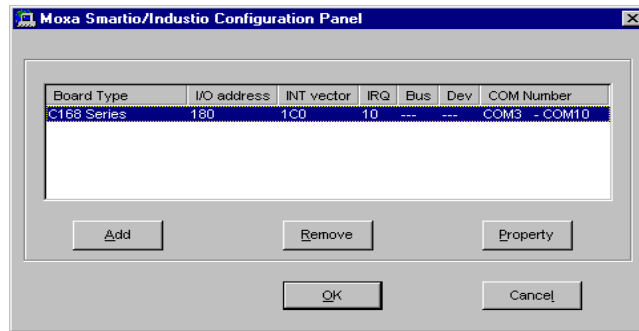 Moxa Smartio/Industio Configuration Panel
Board Type I/O address INT vector IRQ Bus Dev COM Number
C168 Series 180 1C0 10 --- --- COM3 - COM10
Add Remove Property
OK Cancel